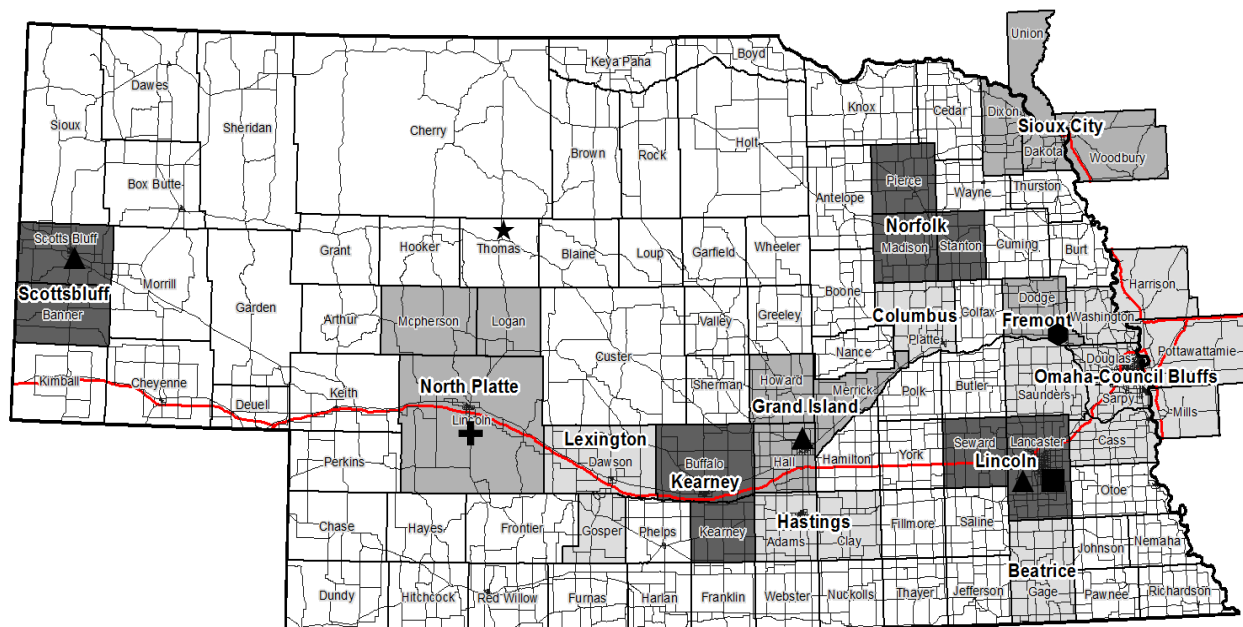 Union
Boyd
Keya Paha
Dawes
Knox
Cedar
Dixon
Sioux
Sheridan
Cherry
Sioux City
Holt
Brown
Rock
Dakota
Woodbury
Pierce
Box Butte
Wayne
Thurston
Antelope
Norfolk
Scotts Bluff
Grant
Hooker
Thomas
Blaine
Loup
Garfield
Wheeler
Madison
Stanton
Cuming
Burt
Morrill
Harrison
Scottsbluff
Boone
Dodge
Garden
Banner
Arthur
Mcpherson
Logan
Valley
Greeley
Columbus
Colfax
Fremont
Washington
Platte
Nance
Custer
Douglas
Pottawattamie
Kimball
Cheyenne
Sherman
Howard
North Platte
Keith
Merrick
Polk
Butler
Omaha-Council Bluffs
Deuel
Saunders
Sarpy
Grand Island
Mills
Lincoln
Lexington
Seward
Lancaster
Cass
Perkins
Dawson
Buffalo
Hall
Hamilton
York
Lincoln
Kearney
Otoe
Hastings
Chase
Hayes
Frontier
Gosper
Phelps
Kearney
Adams
Clay
Fillmore
Saline
Johnson
Nemaha
Beatrice
Dundy
Hitchcock
Red Willow
Furnas
Harlan
Franklin
Webster
Nuckolls
Thayer
Jefferson
Gage
Pawnee
Richardson